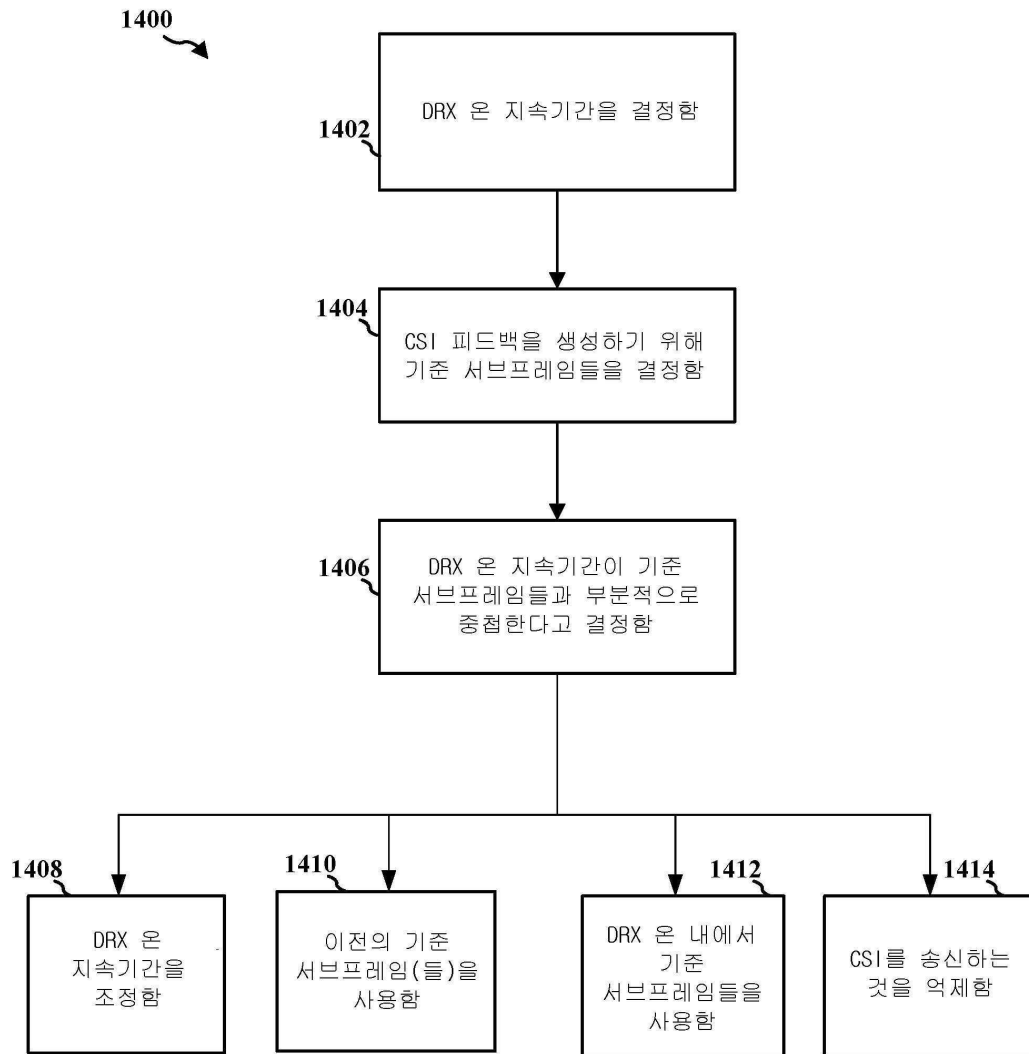 1400
DRX 온 지속기간을 결정함
1402
1404
CSI 피드백을 생성하기 위해
기준 서브프레임들을 결정함
1406
DRX 온 지속기간이 기준
서브프레임들과 부분적으로
중첩한다고 결정함
1408
DRX 온
지속기간을
조정함
1410
이전의 기준
서브프레임(들)을
사용함
1412
DRX 온 내에서
기준
서브프레임들을
사용함
1414
CSI를 송신하는
것을 억제함